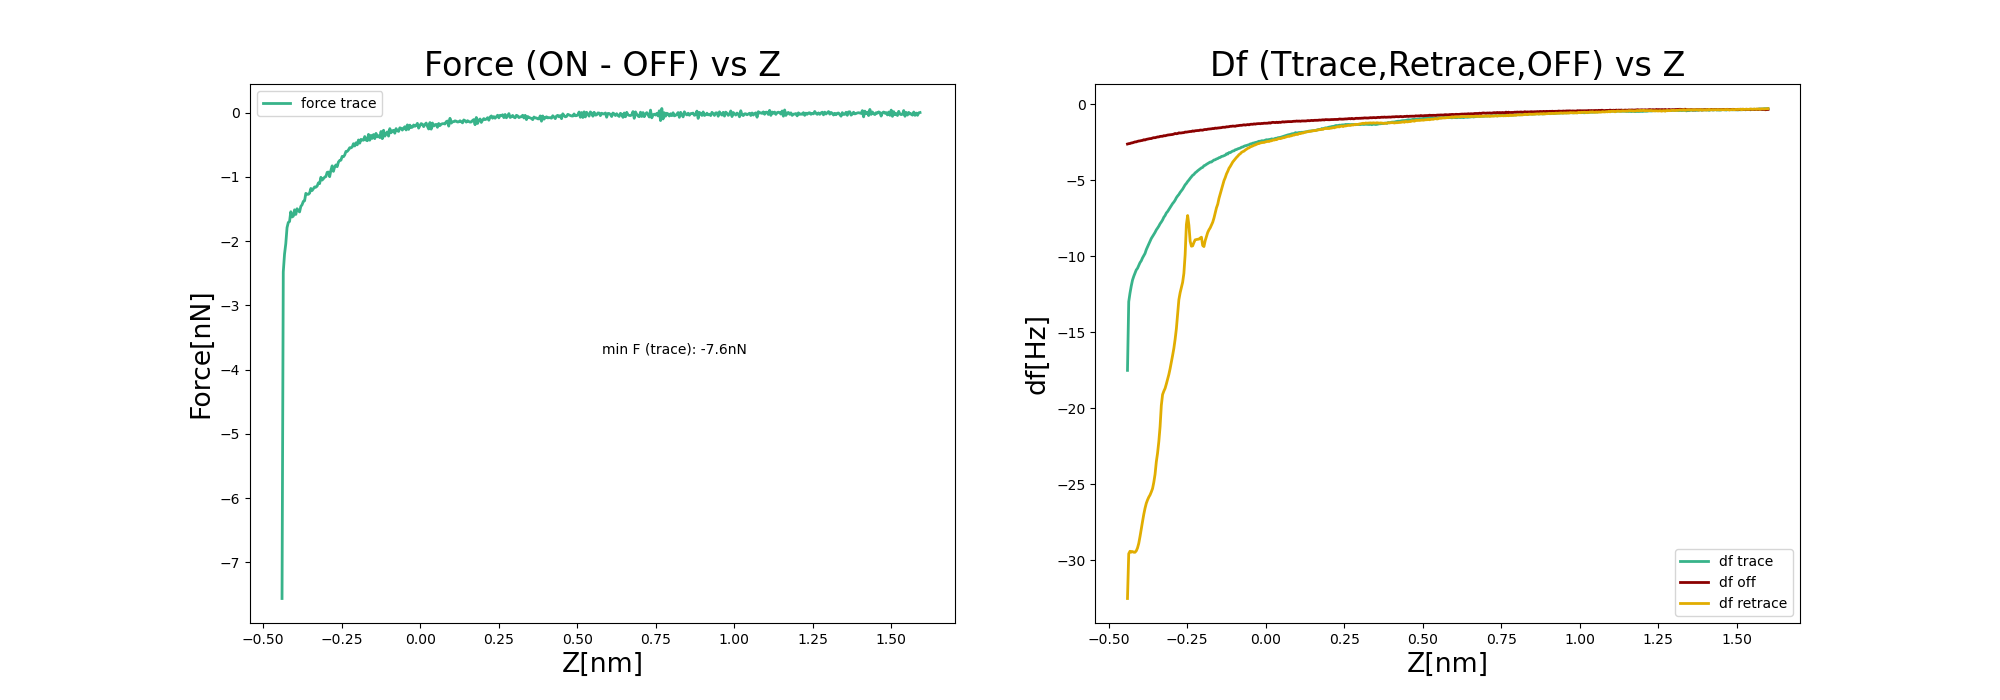 Force (ON - OFF) vs Z
force trace
0
−1
−2
−3
−4
−5
−6
−7
Force[nN]
min F (trace): -7.6nN
−0.50 −0.25 0.00 0.25 0.50 0.75 1.00 1.25 1.50
Z[nm]
Df (Ttrace,Retrace,OFF) vs Z
0
−5
−10
−15
−20
−25
−30
df[Hz]
df trace
df off
df retrace
−0.50 −0.25 0.00 0.25 0.50 0.75 1.00 1.25 1.50
Z[nm]